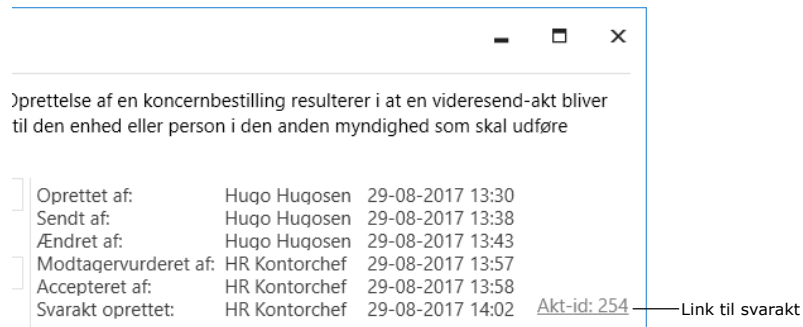 Oprettelse af en koncernbestilling resulterer i at en videresend-akt bliver
til den enhed eller person i den anden myndighed som skal udføre
Oprettet af: Hugo Hugosen 29-08-2017 13:30
Sendt af: Hugo Hugosen 29-08-2017 13:38
Ændret af: Hugo Hugosen 29-08-2017 13:43
Modtagervurderet af: HR Kontorchef 29-08-2017 13:57
Accepteret af: HR Kontorchef 29-08-2017 13:58
Svarakt oprettet: HR Kontorchef 29-08-2017 14:02 Akt-id: 254 Link til svarakt